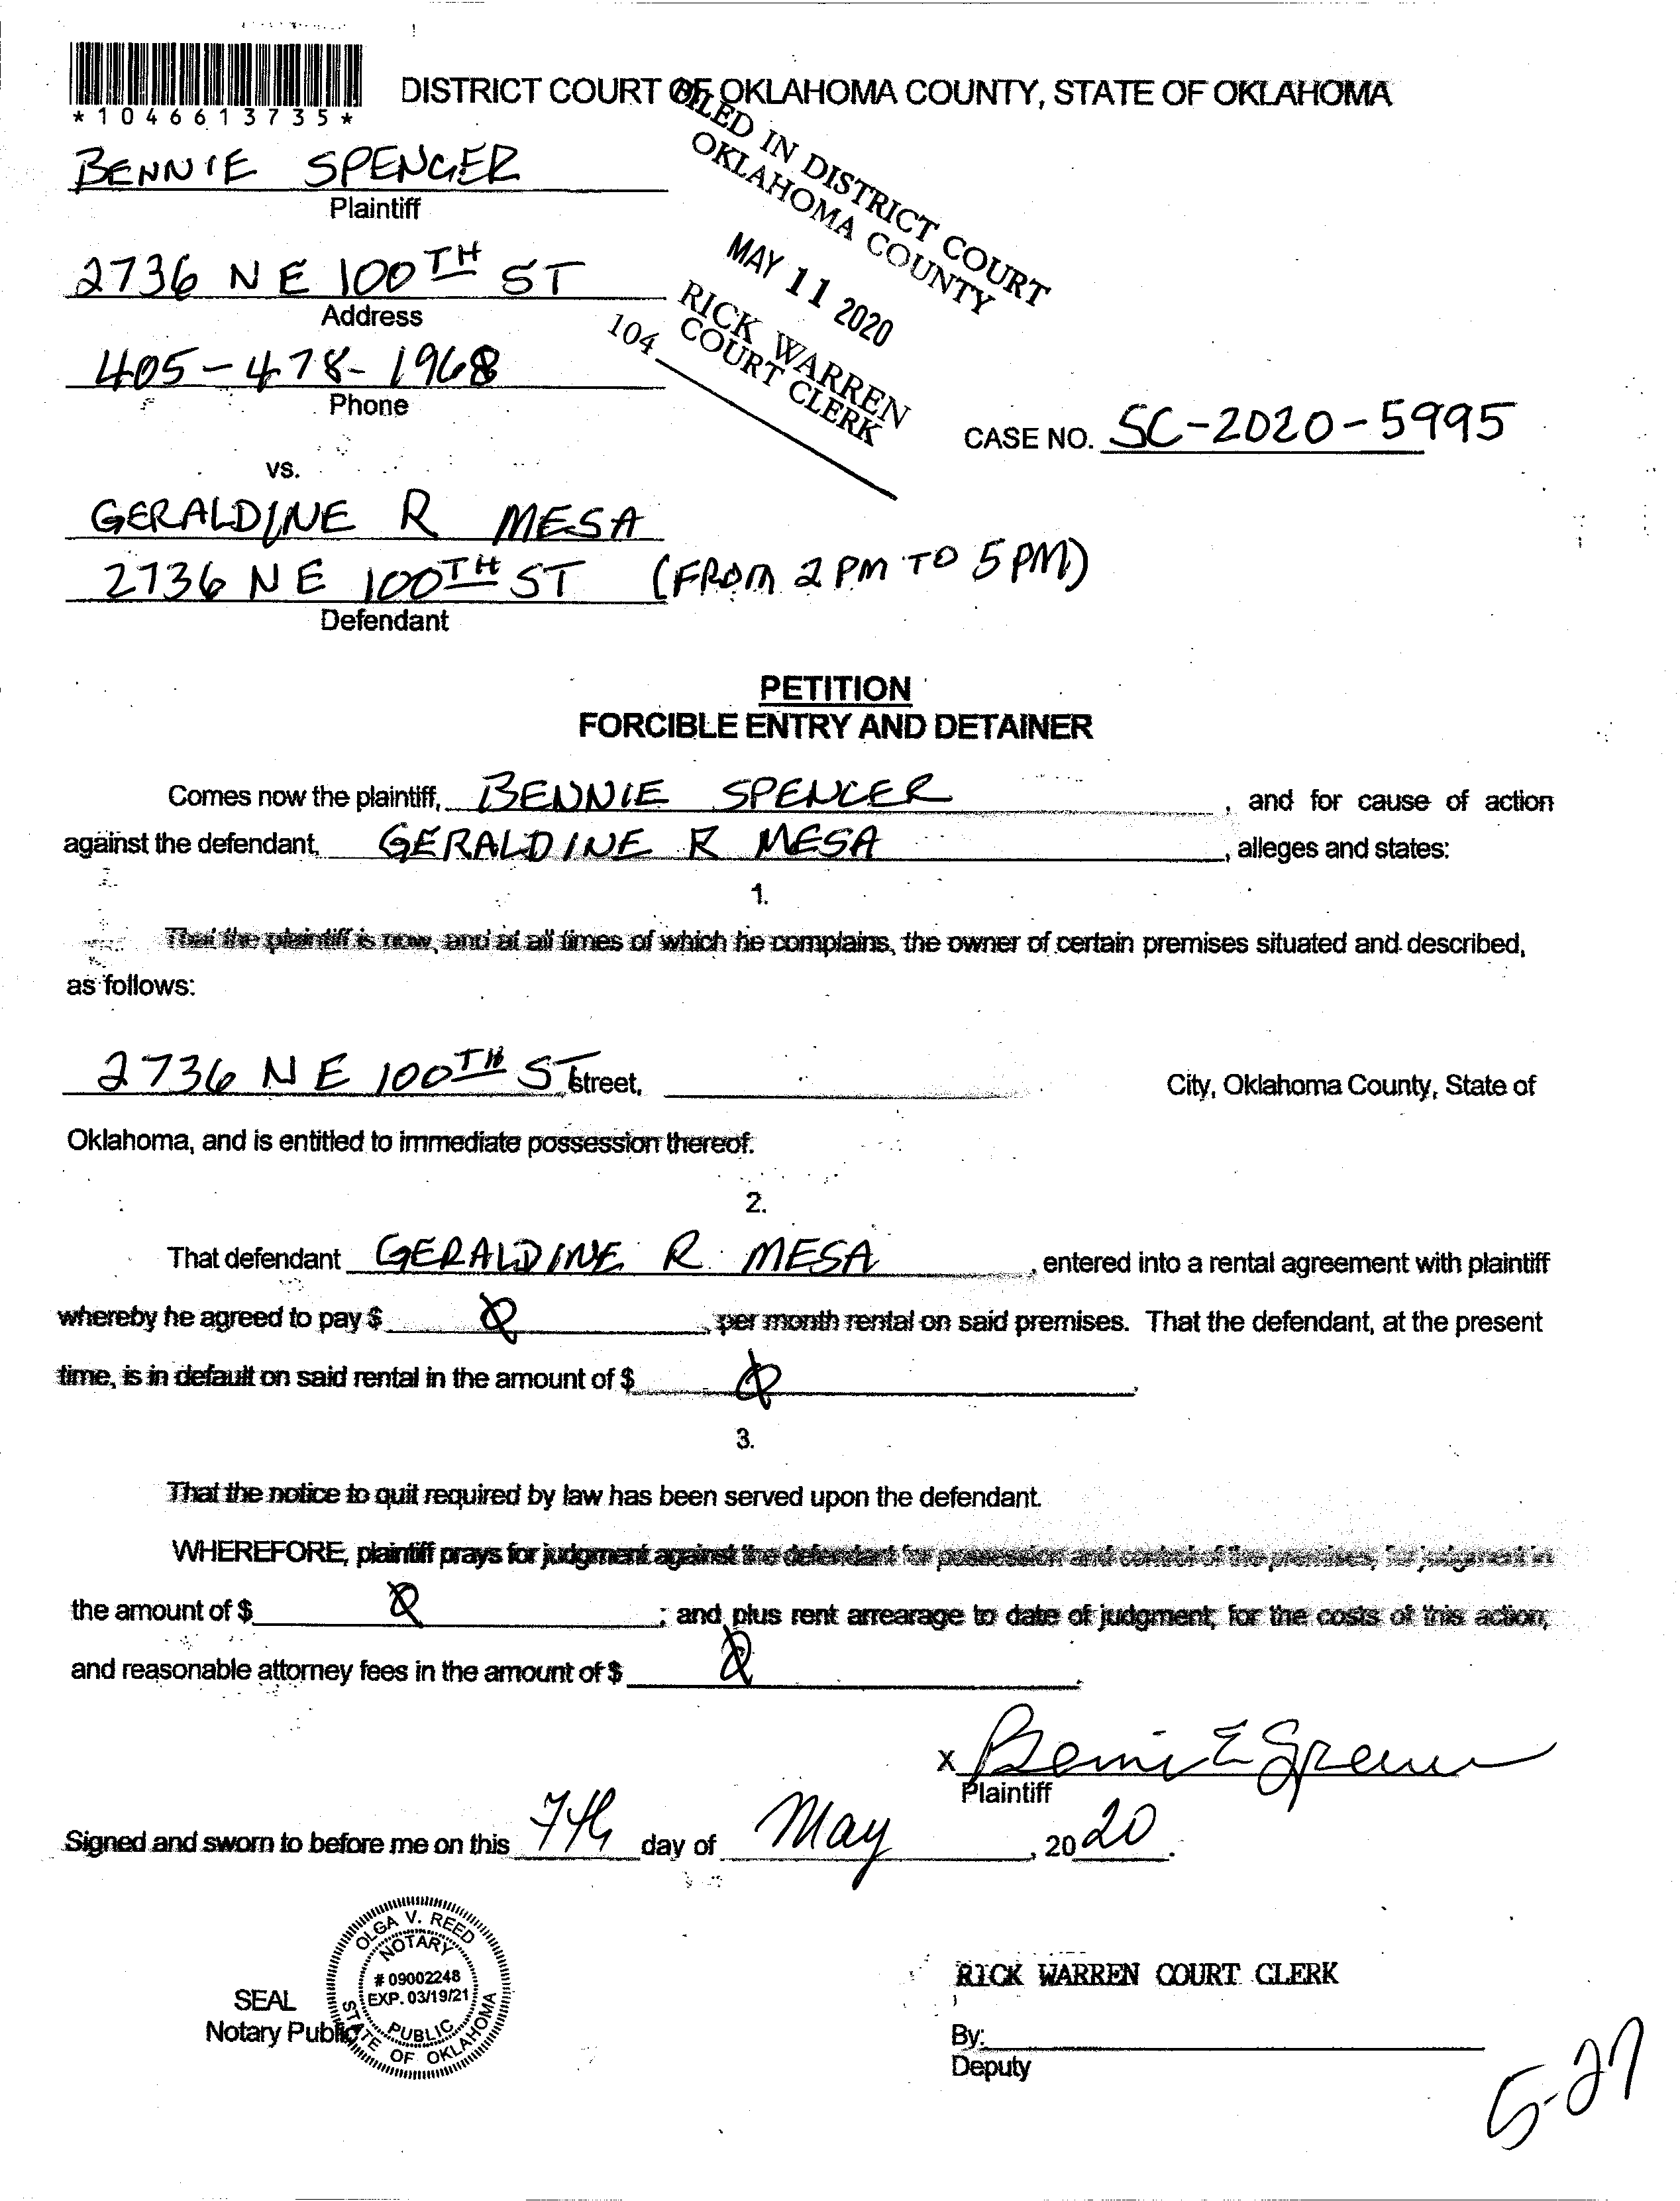 *1046613735*
DISTRICT COURT OF OKLAHOMA COUNTY, STATE OF OKLAHOMA
FILED IN DISTRICT COURT
OKLAHOMA COUNTY
MAY 11 2020
RICK WARREN
COURT CLERK
104
BENNIE SPENCER
Plaintiff
2736 NE 100TH ST
Address
405-478-1968
Phone
CASE NO. SC-2020-5995
vs.
GERALDINE R MESA
2736 NE 100TH ST (FROM 2 PM TO 5 PM)
Defendant
PETITION
FORCIBLE ENTRY AND DETAINER
Comes now the plaintiff, BENNIE SPENCER, and for cause of action
against the defendant, GERALDINE R MESA, alleges and states:
1.
That the plaintiff is now, and at all times of which he complains, the owner of certain premises situated and described,
as follows:
2736 NE 100TH ST Street, City, Oklahoma County, State of
Oklahoma, and is entitled to immediate possession thereof.
2.
That defendant GERALDINE R. MESA, entered into a rental agreement with plaintiff
whereby he agreed to pay $ 0, per month rental on said premises. That the defendant, at the present
time, is in default on said rental in the amount of $ 0.
3.
That the notice to quit required by law has been served upon the defendant.
WHEREFORE, plaintiff prays for judgment against the defendant for possession and control of the premises, for judgment in
the amount of $ 0; and plus rent arrearage to date of judgment; for the costs of this action;
and reasonable attorney fees in the amount of $ 0.
X Bennie E Spencer
Plaintiff
Signed and sworn to before me on this 7th day of May, 2020.
OLGA V. REED
NOTARY
# 09002248
EXP. 03/19/21
PUBLIC
STATE OF OKLAHOMA
SEAL
Notary Public
RICK WARREN COURT CLERK
By:
Deputy
5-27